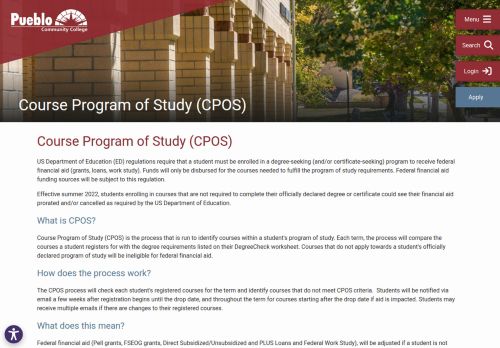 Pueblo
Community College
Menu
Search
Login
Apply
Course Program of Study (CPOS)
Course Program of Study (CPOS)
US Department of Education (ED) regulations require that a student must be enrolled in a degree-seeking (and/or certificate-seeking) program to receive federal
financial aid (grants, loans, work study). Funds will only be disbursed for the courses needed to fulfill the program of study requirements. Federal financial aid
funding sources will be subject to this regulation.
Effective summer 2022, students enrolling in courses that are not required to complete their officially declared degree or certificate could see their financial aid
prorated and/or cancelled as required by the US Department of Education.
What is CPOS?
Course Program of Study (CPOS) is the process that is run to identify courses within a student's program of study. Each term, the process will compare the
courses a student registers for with the degree requirements listed on their DegreeCheck worksheet. Courses that do not apply towards a student's officially
declared program of study will be ineligible for federal financial aid.
How does the process work?
The CPOS process will check each student's registered courses for the term and identify courses that do not meet CPOS criteria. Students will be notified via
email a few weeks after registration begins until the drop date, and throughout the term for courses starting after the drop date if aid is impacted. Students may
receive multiple emails if there are changes to their registered courses.
What does this mean?
Federal financial aid (Pell grants, FSEOG grants, Direct Subsidized/Unsubsidized and PLUS Loans and Federal Work Study), will be adjusted if a student is not